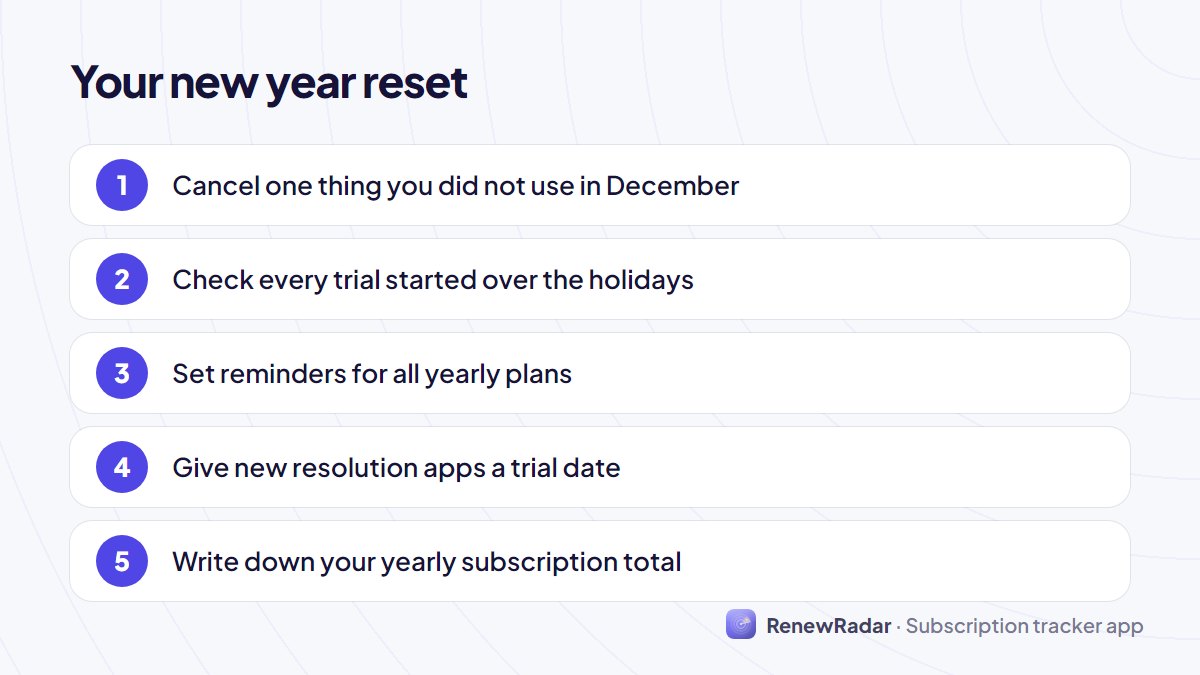 Your new year reset
1 Cancel one thing you did not use in December
2 Check every trial started over the holidays
3 Set reminders for all yearly plans
4 Give new resolution apps a trial date
5 Write down your yearly subscription total
RenewRadar · Subscription tracker app